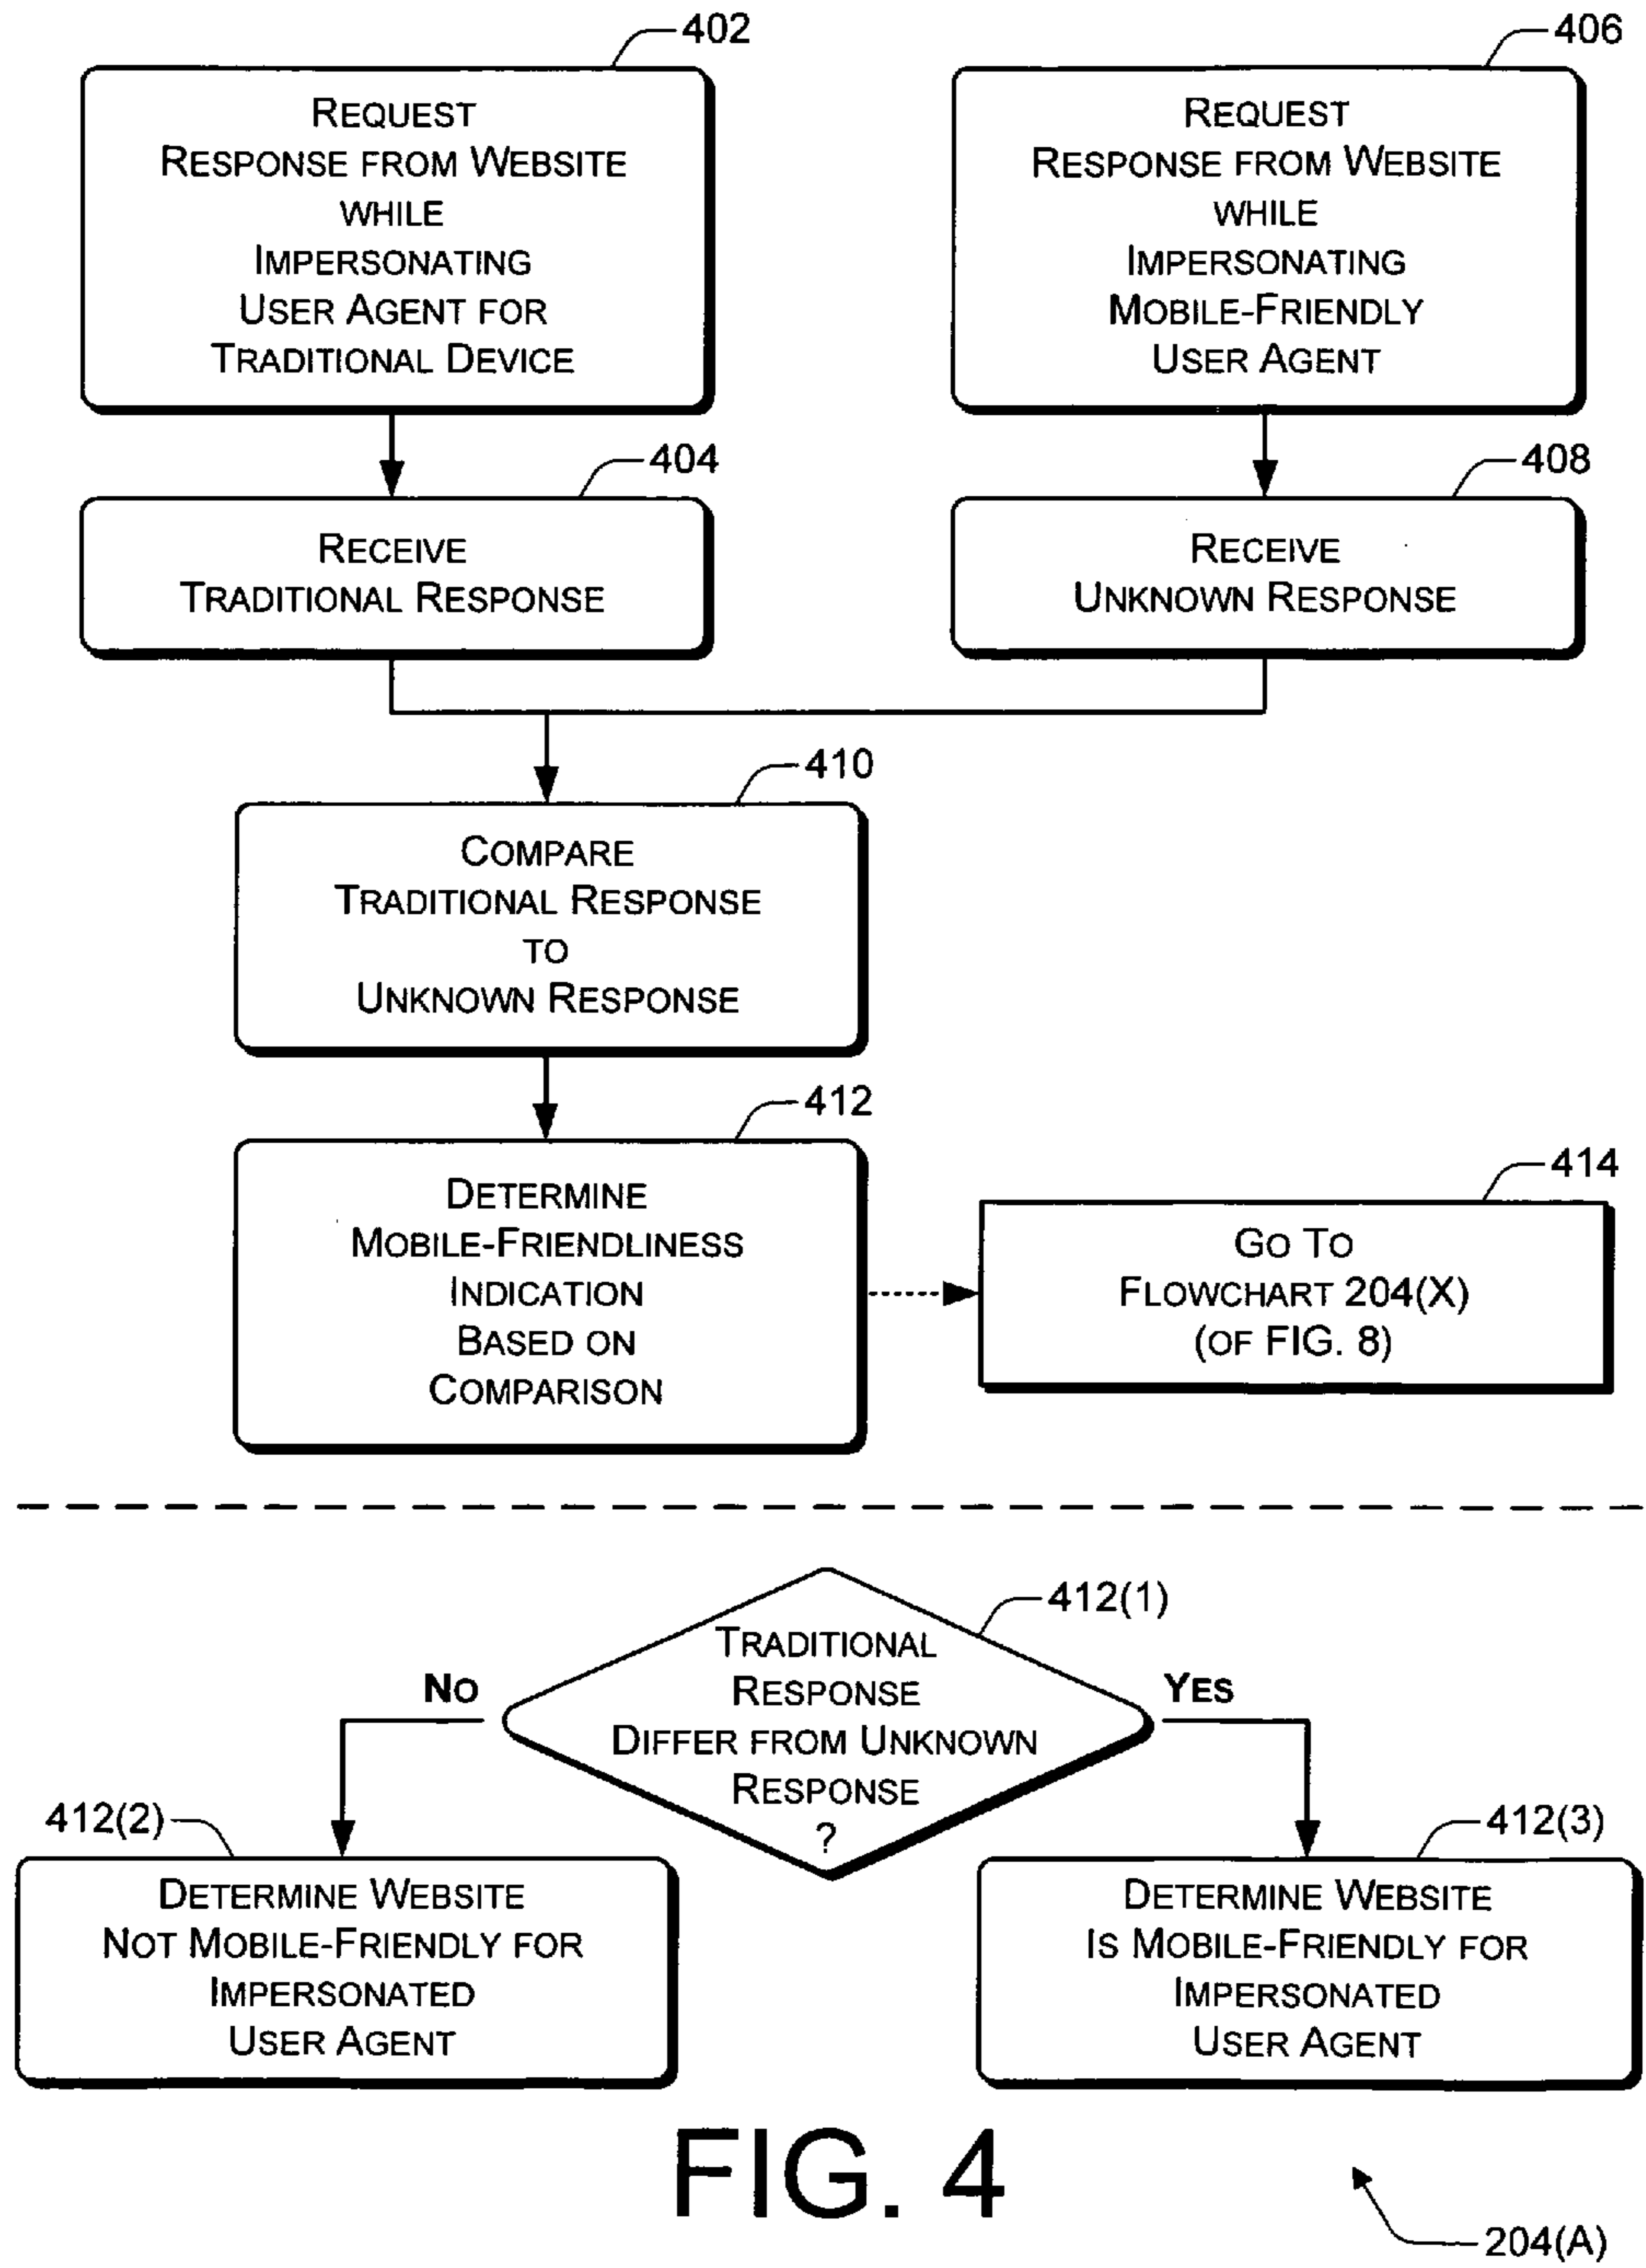 402
REQUEST
RESPONSE FROM WEBSITE
WHILE
IMPERSONATING
USER AGENT FOR
TRADITIONAL DEVICE
406
REQUEST
RESPONSE FROM WEBSITE
WHILE
IMPERSONATING
MOBILE-FRIENDLY
USER AGENT
404
RECEIVE
TRADITIONAL RESPONSE
408
RECEIVE
UNKNOWN RESPONSE
410
COMPARE
TRADITIONAL RESPONSE
TO
UNKNOWN RESPONSE
412
DETERMINE
MOBILE-FRIENDLINESS
INDICATION
BASED ON
COMPARISON
414
GO TO
FLOWCHART 204(X)
(OF FIG. 8)
412(1)
TRADITIONAL
RESPONSE
DIFFER FROM UNKNOWN
RESPONSE
?
NO
YES
412(2)
DETERMINE WEBSITE
NOT MOBILE-FRIENDLY FOR
IMPERSONATED
USER AGENT
412(3)
DETERMINE WEBSITE
IS MOBILE-FRIENDLY FOR
IMPERSONATED
USER AGENT
FIG. 4
204(A)